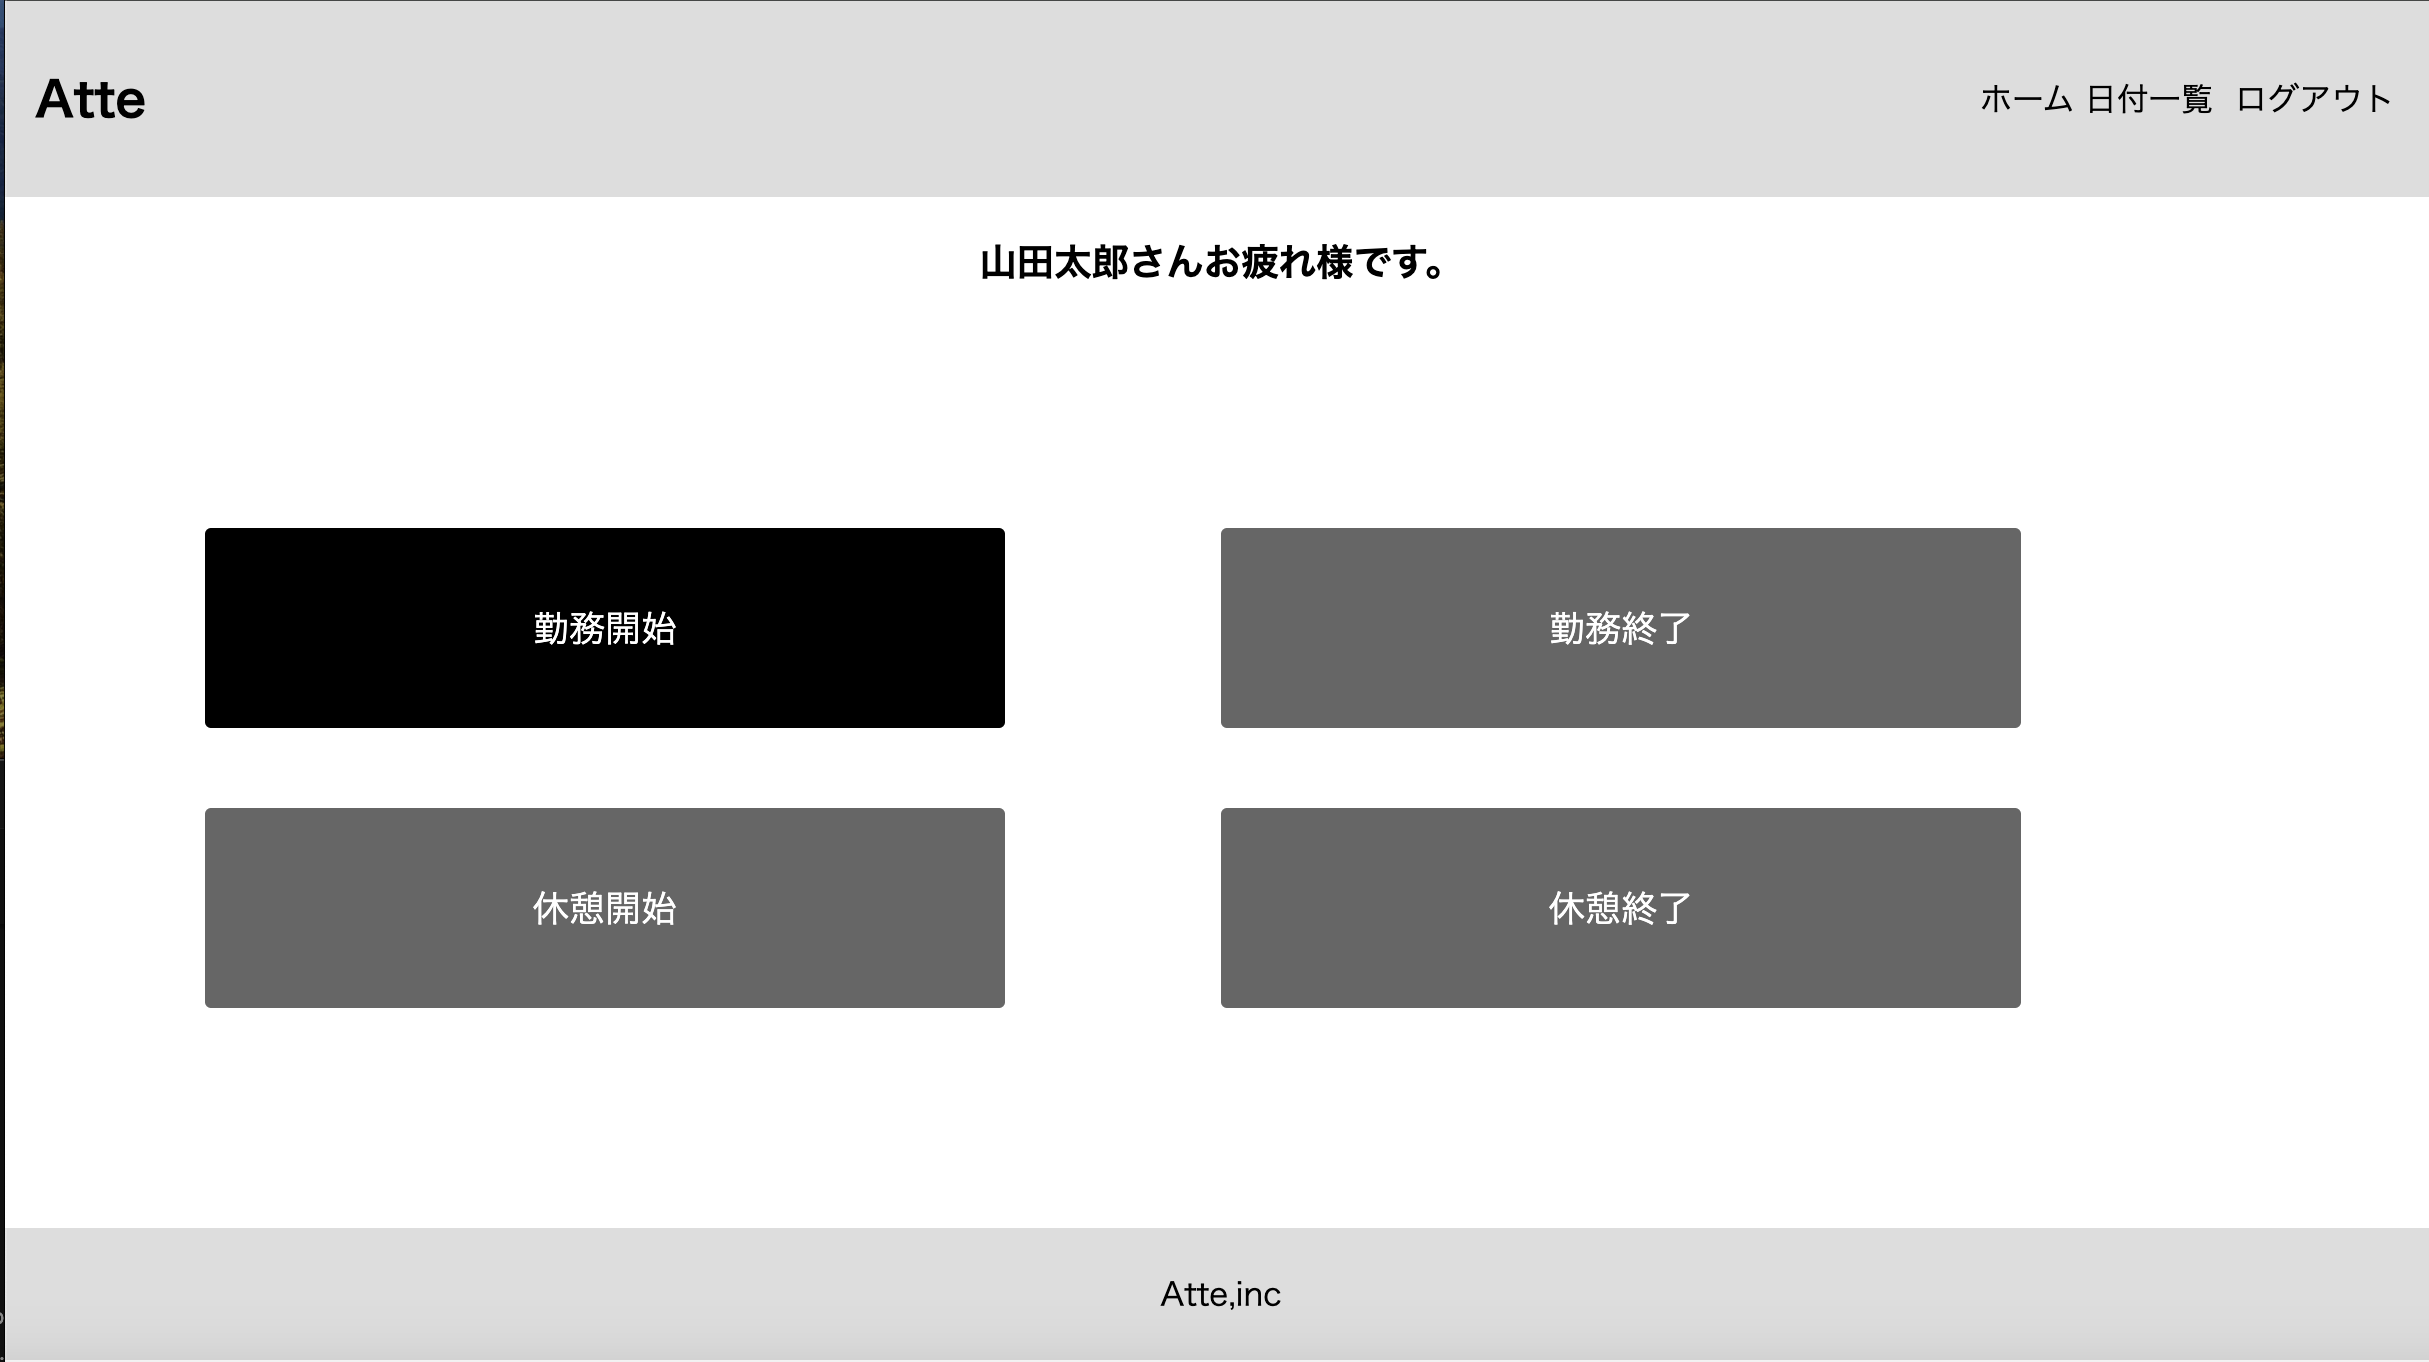 Atte
ホーム 日付一覧 ログアウト
山田太郎さんお疲れ様です。
勤務開始
勤務終了
休憩開始
休憩終了
Atte,inc